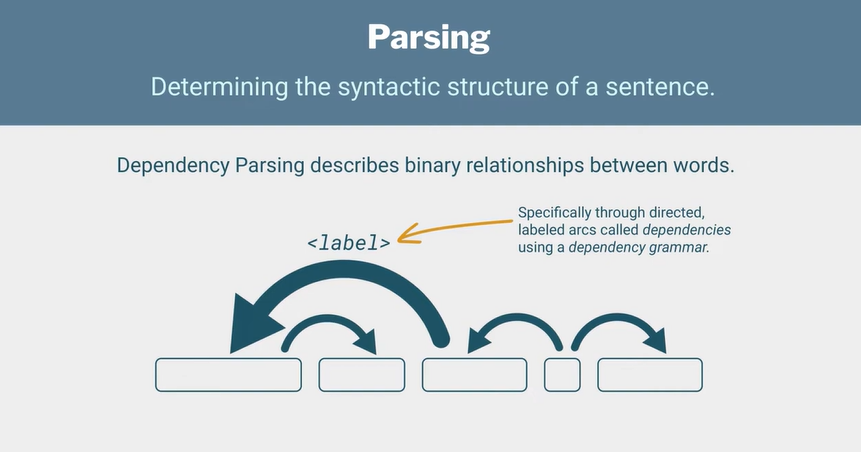 Parsing
Determining the syntactic structure of a sentence.
Dependency Parsing describes binary relationships between words.
Specifically through directed,
labeled arcs called dependencies
using a dependency grammar.
<label>